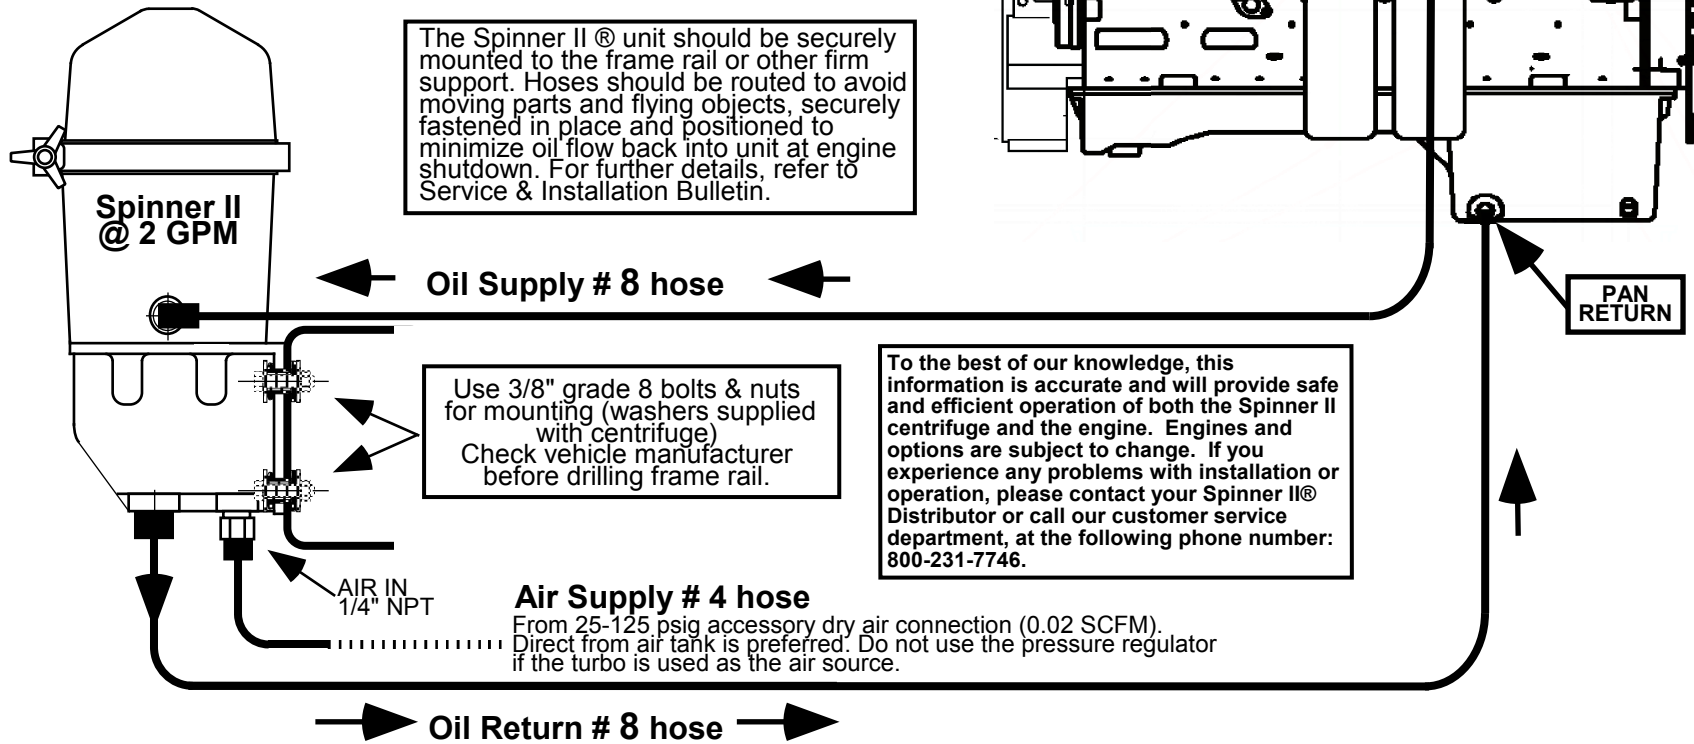 The Spinner II ® unit should be securely
mounted to the frame rail or other firm
support. Hoses should be routed to avoid
moving parts and flying objects, securely
fastened in place and positioned to
minimize oil flow back into unit at engine
shutdown. For further details, refer to
Service & Installation Bulletin.
Spinner II
@ 2 GPM
Oil Supply # 8 hose
PAN
RETURN
Use 3/8" grade 8 bolts & nuts
for mounting (washers supplied
with centrifuge)
Check vehicle manufacturer
before drilling frame rail.
To the best of our knowledge, this
information is accurate and will provide safe
and efficient operation of both the Spinner II
centrifuge and the engine.  Engines and
options are subject to change.  If you
experience any problems with installation or
operation, please contact your Spinner II®
Distributor or call our customer service
department, at the following phone number:
800-231-7746.
AIR IN
1/4" NPT
Air Supply # 4 hose
From 25-125 psig accessory dry air connection (0.02 SCFM).
Direct from air tank is preferred. Do not use the pressure regulator
if the turbo is used as the air source.
Oil Return # 8 hose